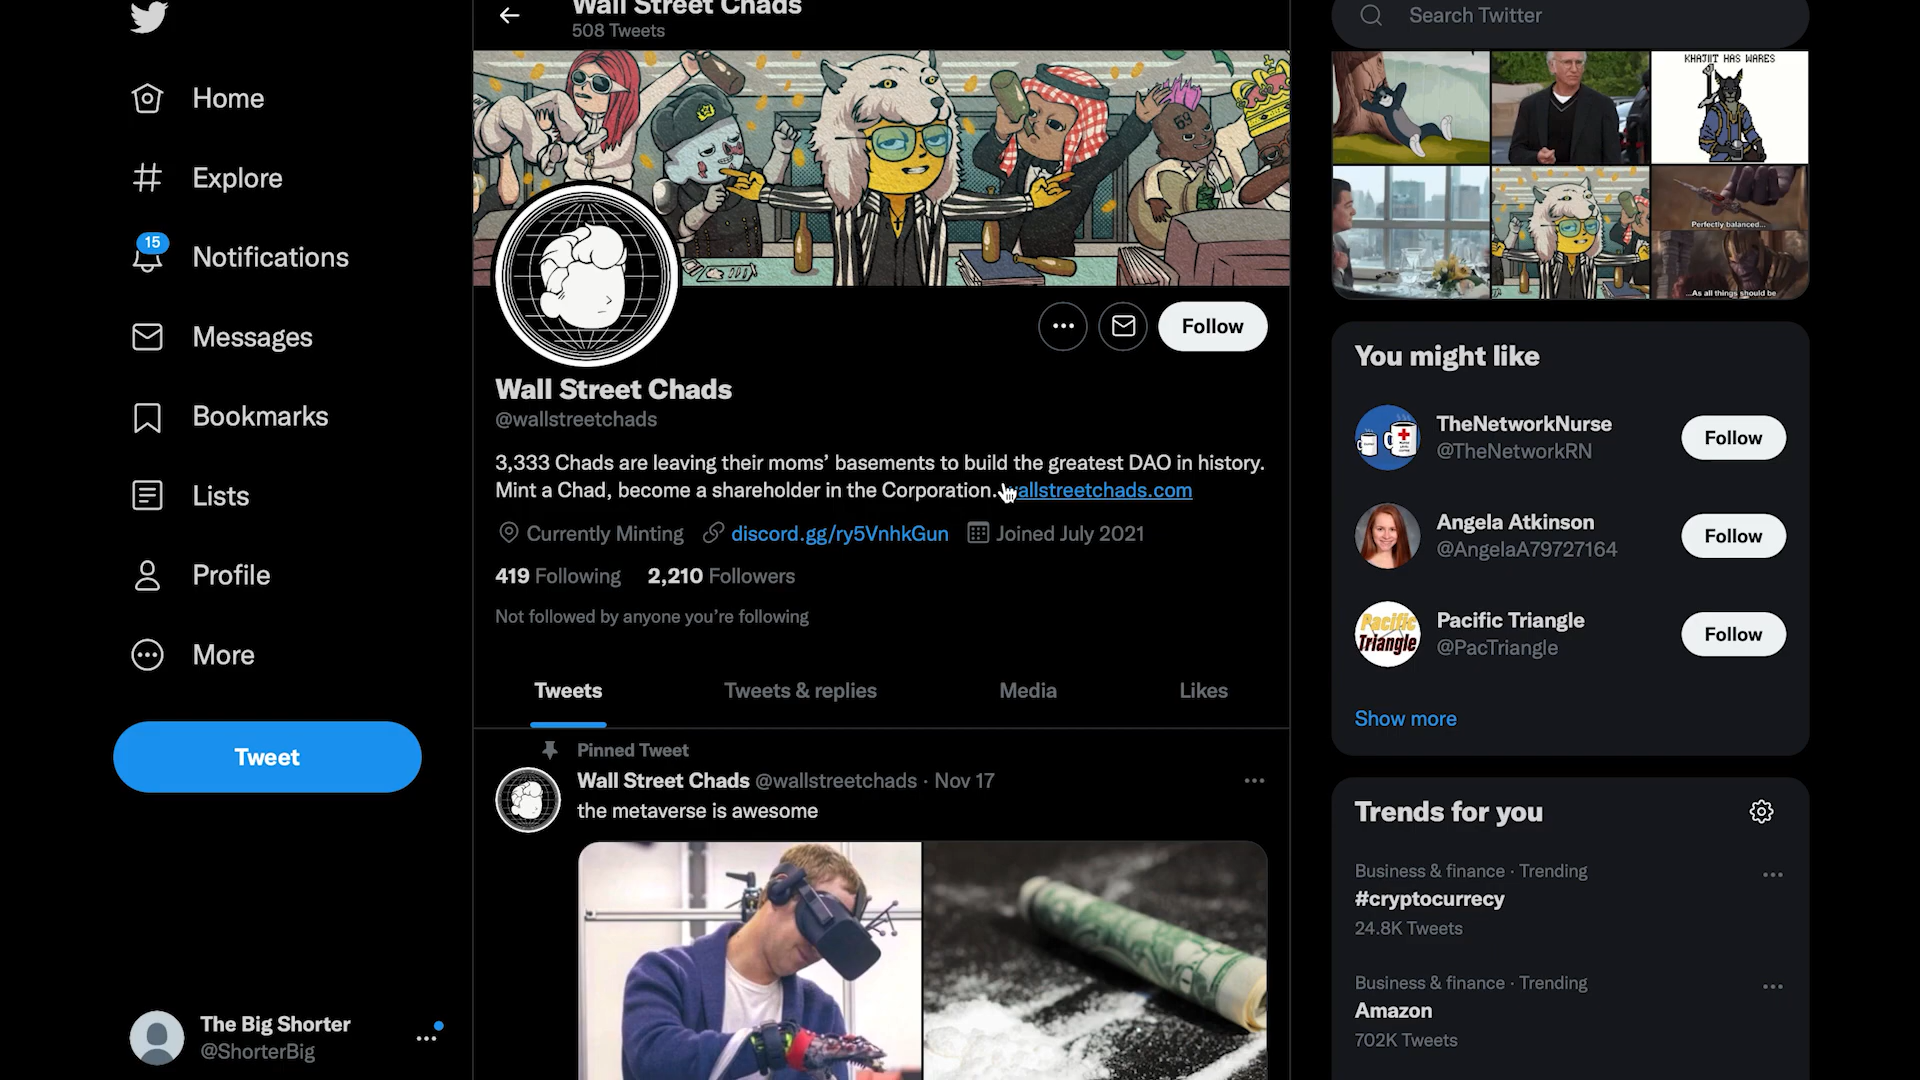 Wall Street Chads
508 Tweets
Search Twitter
Home
Explore
15
Notifications
Messages
Bookmarks
Lists
Profile
More
Tweet
The Big Shorter
@ShorterBig
69
Follow
Wall Street Chads
@wallstreetchads
3,333 Chads are leaving their moms’ basements to build the greatest DAO in history.
Mint a Chad, become a shareholder in the Corporation. wallstreetchads.com
Currently Minting discord.gg/ry5VnhkGun Joined July 2021
419 Following 2,210 Followers
Not followed by anyone you’re following
Tweets Tweets & replies Media Likes
Pinned Tweet
Wall Street Chads @wallstreetchads · Nov 17
the metaverse is awesome
KHAJIIT HAS WARES
Perfectly balanced...
...As all things should be
You might like
TheNetworkNurse
@TheNetworkRN
Follow
Angela Atkinson
@AngelaA79727164
Follow
Pacific
Triangle
Pacific Triangle
@PacTriangle
Follow
Show more
Trends for you
Business & finance · Trending
#cryptocurrecy
24.8K Tweets
Business & finance · Trending
Amazon
702K Tweets